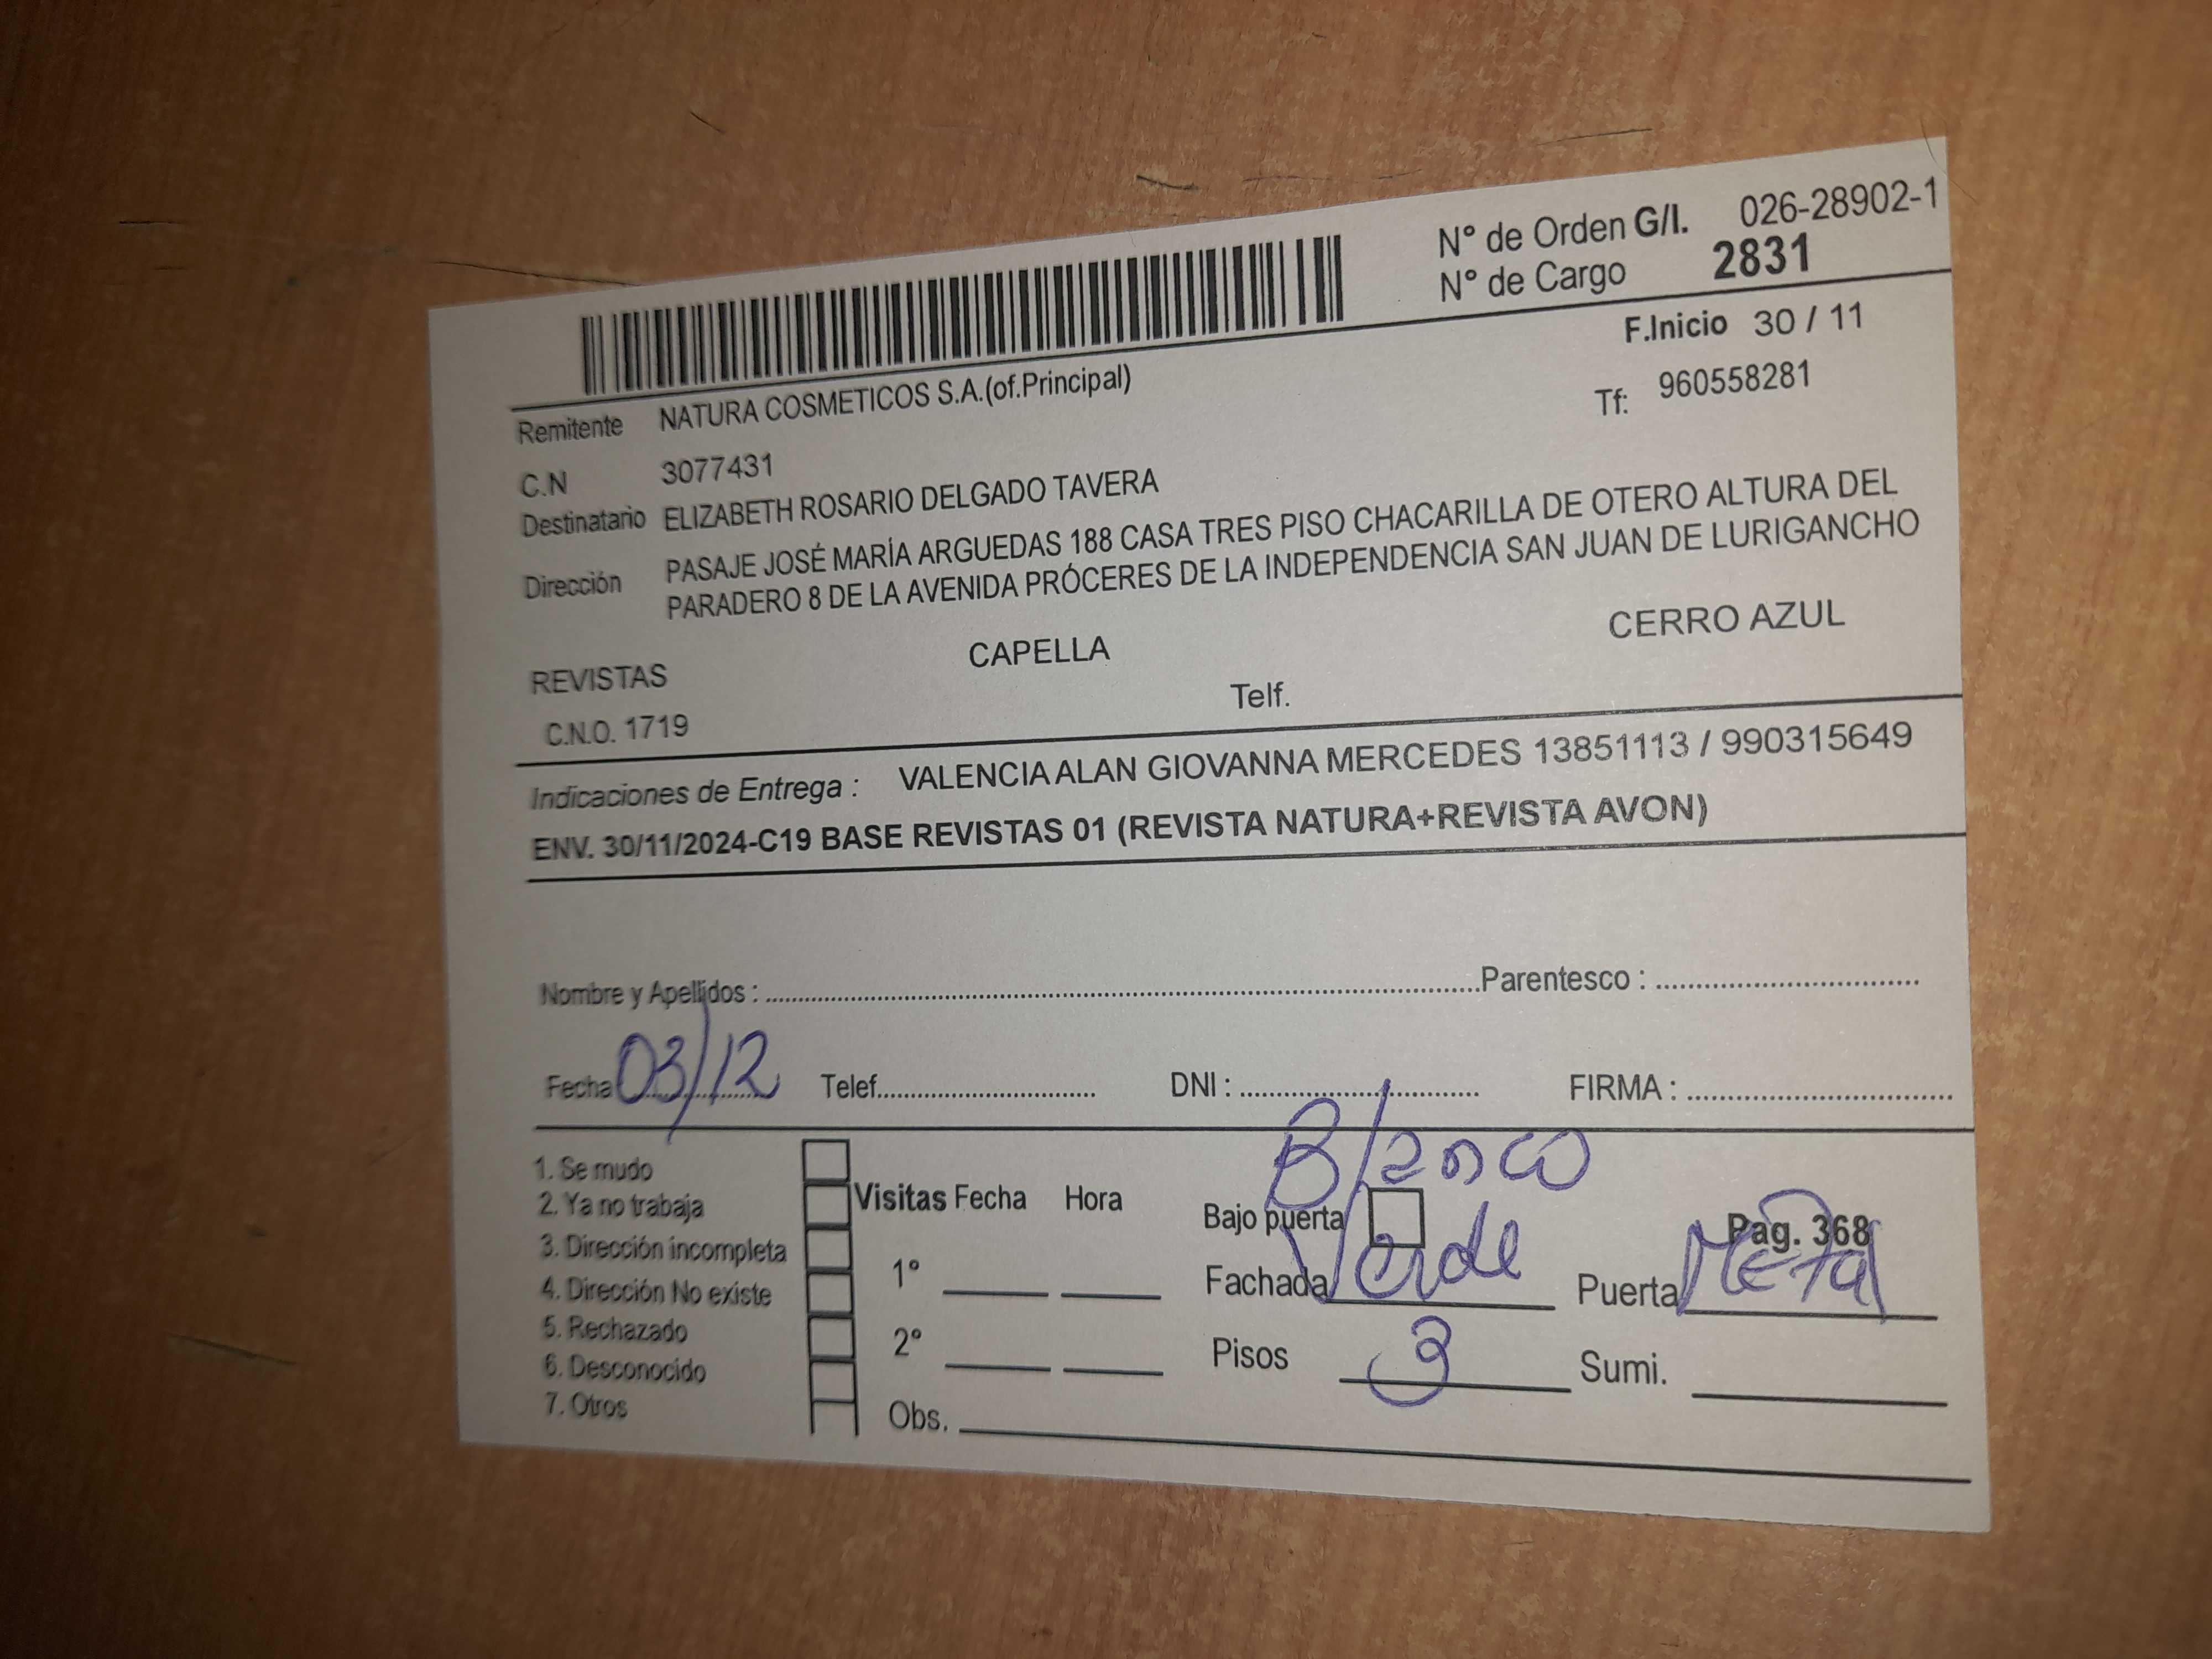 N° de Orden G/I. 026-28902-1
N° de Cargo 2831
F.Inicio 30 / 11
Remitente NATURA COSMETICOS S.A.(of.Principal)
Tf: 960558281
C.N 3077431
Destinatario ELIZABETH ROSARIO DELGADO TAVERA
Dirección PASAJE JOSÉ MARÍA ARGUEDAS 188 CASA TRES PISO CHACARILLA DE OTERO ALTURA DEL
PARADERO 8 DE LA AVENIDA PRÓCERES DE LA INDEPENDENCIA SAN JUAN DE LURIGANCHO
REVISTAS CAPELLA CERRO AZUL
C.N.O. 1719 Telf.
Indicaciones de Entrega : VALENCIA ALAN GIOVANNA MERCEDES 13851113 / 990315649
ENV. 30/11/2024-C19 BASE REVISTAS 01 (REVISTA NATURA+REVISTA AVON)
Nombre y Apellidos : Parentesco :
Fecha 03/12 Telef. DNI : FIRMA :
Blanco
1. Se mudo
2. Ya no trabaja
3. Dirección incompleta
4. Dirección No existe
5. Rechazado
6. Desconocido
7. Otros
Visitas Fecha Hora
1°
2°
Obs.
Bajo puerta
Pag. 368
Fachada Verde Puerta Metal
Pisos 3 Sumi.